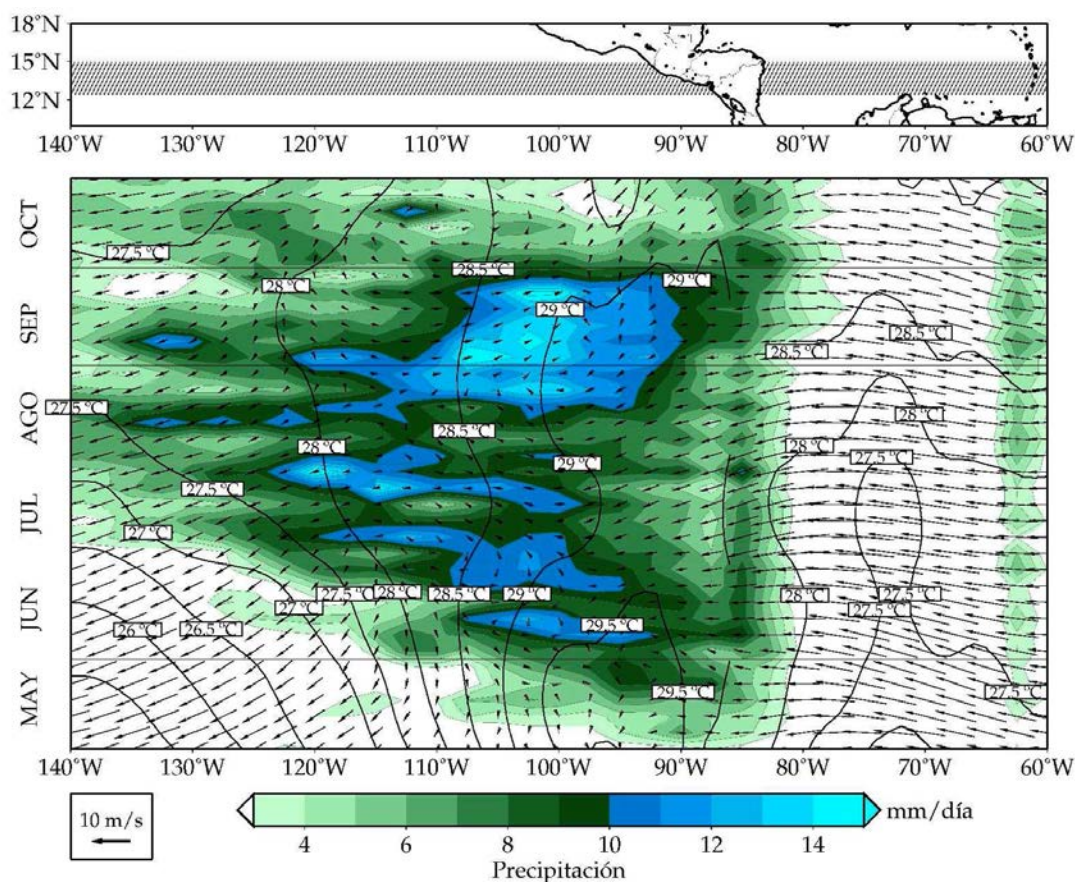 18°N
15°N
12°N
140°W 130°W 120°W 110°W 100°W 90°W 80°W 70°W 60°W
OCT
27.5 °C 28 °C 28.5 °C 29 °C
SEP
29 °C 28.5 °C 28.5 °C
AGO
27.5 °C 28 °C 28.5 °C 28 °C 28 °C
29 °C 27.5 °C
JUL
27.5 °C
27 °C
JUN
27 °C 27.5 °C 28 °C 28.5 °C 29 °C 28 °C 27.5 °C
26 °C 26.5 °C 29.5 °C 27.5 °C
MAY
29.5 °C 27.5 °C
140°W 130°W 120°W 110°W 100°W 90°W 80°W 70°W 60°W
10 m/s
4 6 8 10 12 14
mm/día
Precipitación